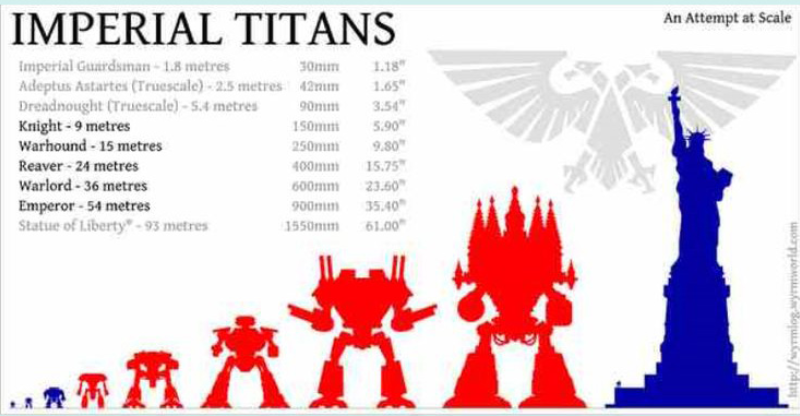 IMPERIAL TITANS
An Attempt at Scale
Imperial Guardsman - 1.8 metres 30mm 1.18"
Adeptus Astartes (Truescale) - 2.5 metres 42mm 1.65"
Dreadnought (Truescale) - 5.4 metres 90mm 3.54"
Knight - 9 metres 150mm 5.90"
Warhound - 15 metres 250mm 9.80"
Reaver - 24 metres 400mm 15.75"
Warlord - 36 metres 600mm 23.60"
Emperor - 54 metres 900mm 35.40"
Statue of Liberty* - 93 metres 1550mm 61.00"
http://wyrmlog.wyrmworld.com